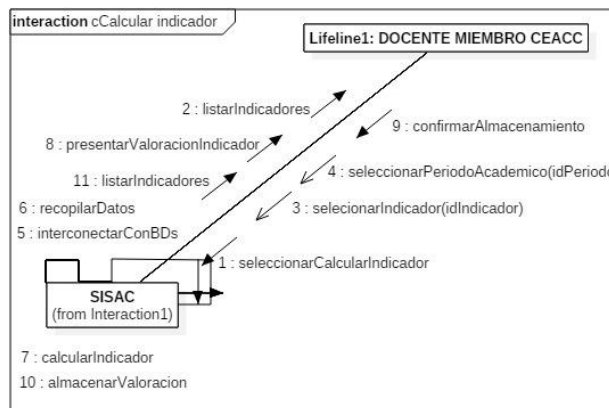 interaction cCalcular indicador
Lifeline1: DOCENTE MIEMBRO CEACC
2 : listarIndicadores
9 : confirmarAlmacenamiento
8 : presentarValoracionIndicador
4 : seleccionarPeriodoAcademico(idPeriodo
11 : listarIndicadores
6 : recopilarDatos
3 : selecionarIndicador(idIndicador)
5 : interconectarConBDs
1 : seleccionarCalcularIndicador
SISAC
(from Interaction1)
7 : calcularIndicador
10 : almacenarValoracion